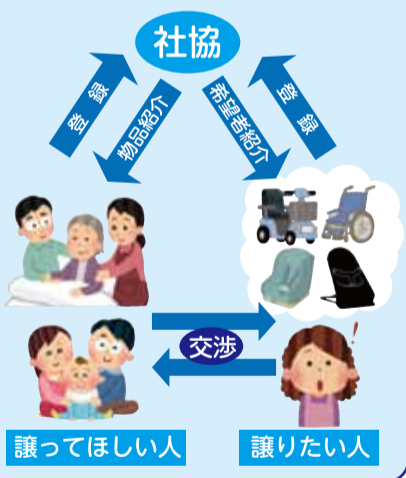 社協
登録
物品紹介
希望者紹介
登録
交渉
譲ってほしい人
譲りたい人